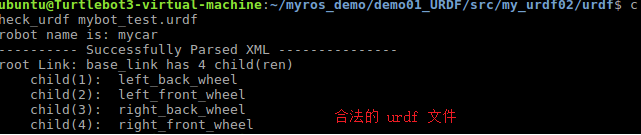 ubuntu@Turtlebot3-virtual-machine:~/myros_demo/demo01_URDF/src/my_urdf02/urdf$ c
heck_urdf mybot_test.urdf
robot name is: mycar
---------- Successfully Parsed XML ---------------
root Link: base_link has 4 child(ren)
    child(1):  left_back_wheel
    child(2):  left_front_wheel
    child(3):  right_back_wheel
    child(4):  right_front_wheel
合法的 urdf 文件